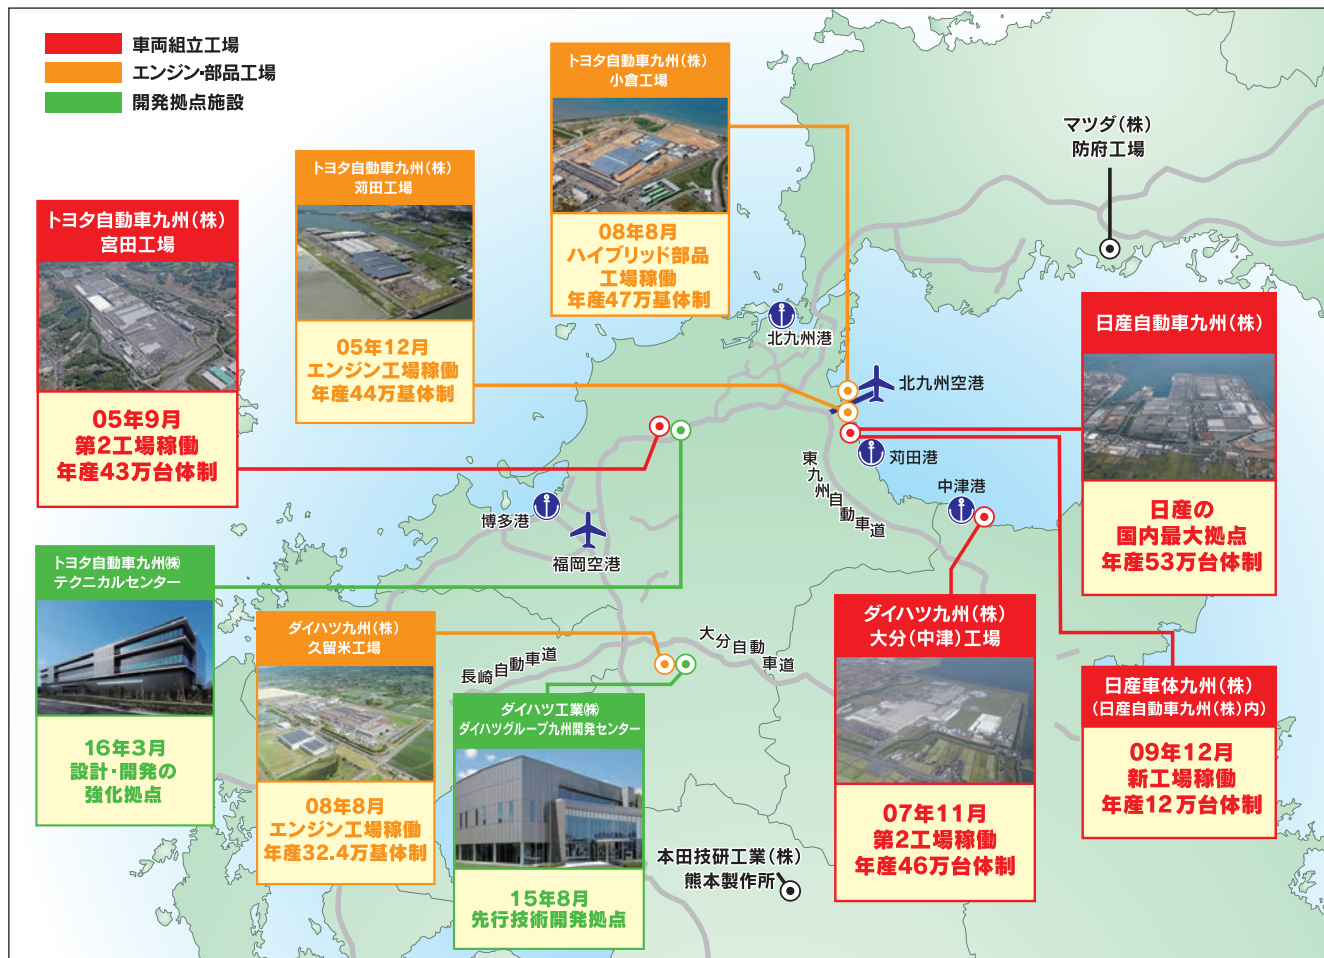 車両組立工場
エンジン・部品工場
開発拠点施設
トヨタ自動車九州(株)
小倉工場
08年8月
ハイブリッド部品
工場稼働
年産47万基体制
マツダ(株)
防府工場
トヨタ自動車九州(株)
苅田工場
05年12月
エンジン工場稼働
年産44万基体制
トヨタ自動車九州(株)
宮田工場
05年9月
第2工場稼働
年産43万台体制
日産自動車九州(株)
日産の
国内最大拠点
年産53万台体制
北九州港
北九州空港
苅田港
中津港
東九州自動車道
博多港
福岡空港
大分自動車道
長崎自動車道
トヨタ自動車九州㈱
テクニカルセンター
16年3月
設計・開発の
強化拠点
ダイハツ九州(株)
久留米工場
08年8月
エンジン工場稼働
年産32.4万基体制
ダイハツ工業㈱
ダイハツグループ九州開発センター
15年8月
先行技術開発拠点
ダイハツ九州(株)
大分(中津)工場
07年11月
第2工場稼働
年産46万台体制
日産車体九州(株)
(日産自動車九州(株)内)
09年12月
新工場稼働
年産12万台体制
本田技研工業(株)
熊本製作所